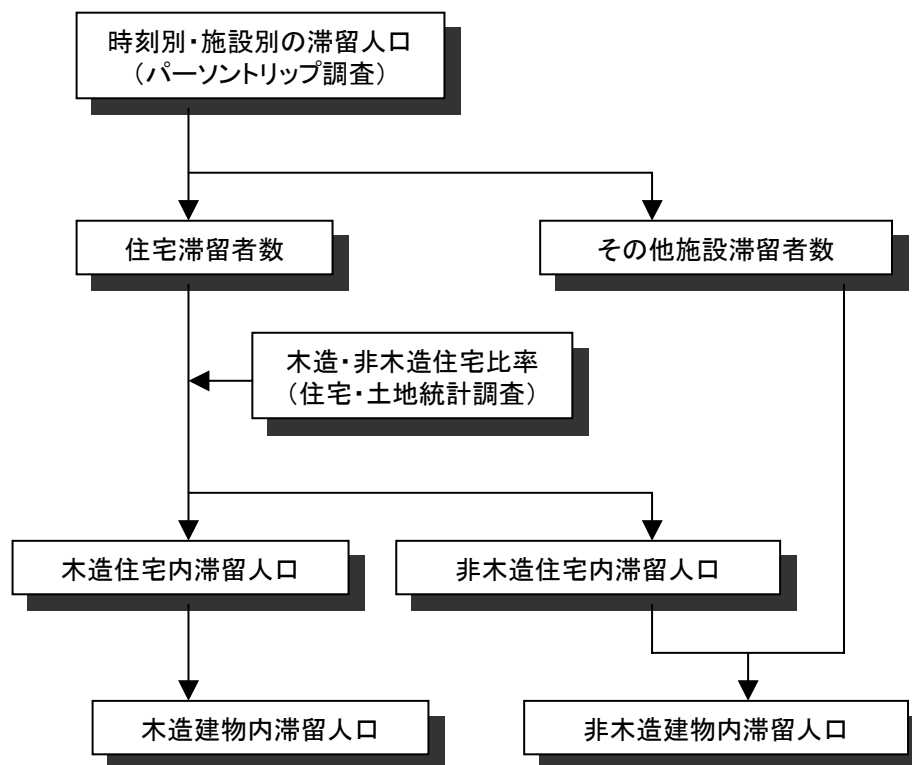 時刻別・施設別の滞留人口
（パーソントリップ調査）
住宅滞留者数
その他施設滞留者数
木造・非木造住宅比率
（住宅・土地統計調査）
木造住宅内滞留人口
非木造住宅内滞留人口
木造建物内滞留人口
非木造建物内滞留人口